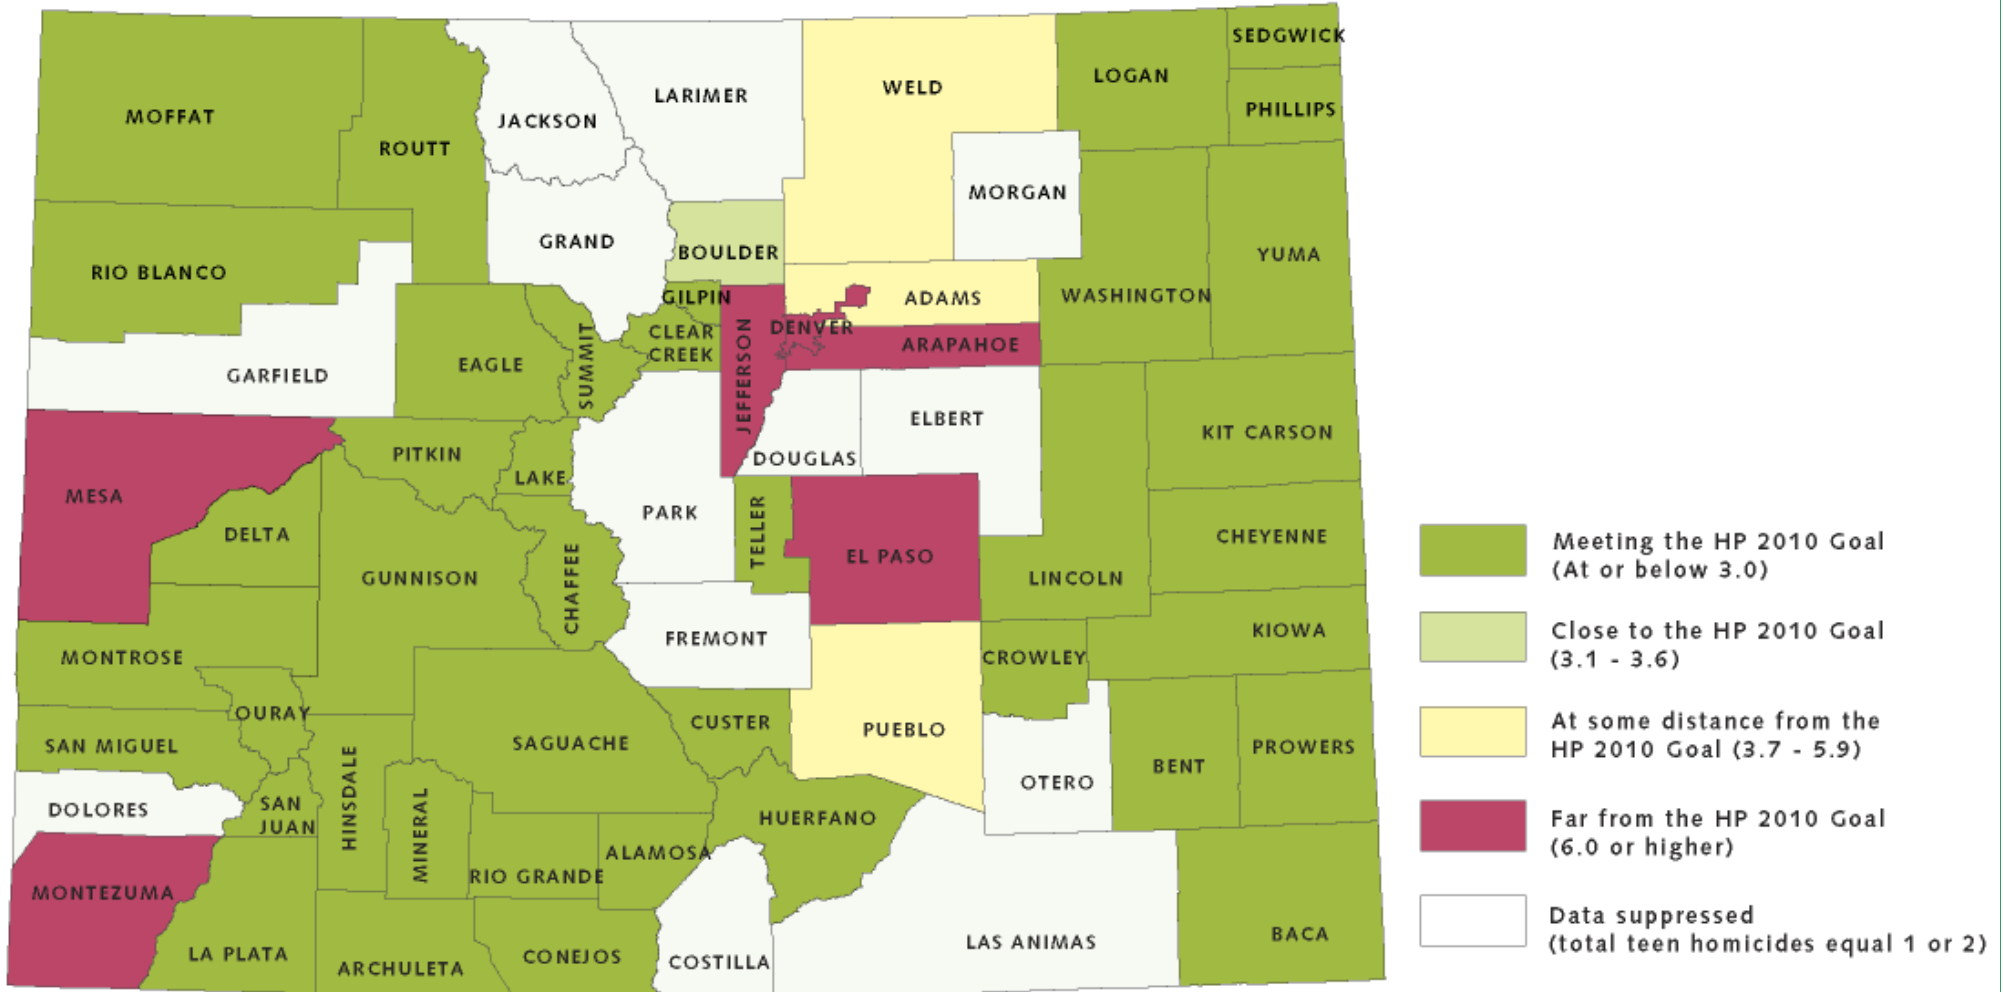 SEDGWICK
LOGAN
WELD
LARIMER
PHILLIPS
MOFFAT
JACKSON
ROUTT
MORGAN
GRAND
BOULDER
YUMA
RIO BLANCO
GILPIN
ADAMS
WASHINGTON
DENVER
CLEAR
CREEK
ARAPAHOE
JEFFERSON
SUMMIT
EAGLE
GARFIELD
ELBERT
KIT CARSON
PITKIN
DOUGLAS
LAKE
MESA
PARK
TELLER
DELTA
CHEYENNE
EL PASO
GUNNISON
LINCOLN
CHAFFEE
FREMONT
KIOWA
MONTROSE
CROWLEY
OURAY
CUSTER
PUEBLO
SAN MIGUEL
SAGUACHE
PROWERS
BENT
OTERO
HINSDALE
DOLORES
SAN
JUAN
MINERAL
HUERFANO
ALAMOSA
RIO GRANDE
MONTEZUMA
BACA
LAS ANIMAS
LA PLATA
CONEJOS
COSTILLA
ARCHULETA
Meeting the HP 2010 Goal
(At or below 3.0)
Close to the HP 2010 Goal
(3.1 - 3.6)
At some distance from the
HP 2010 Goal (3.7 - 5.9)
Far from the HP 2010 Goal
(6.0 or higher)
Data suppressed
(total teen homicides equal 1 or 2)